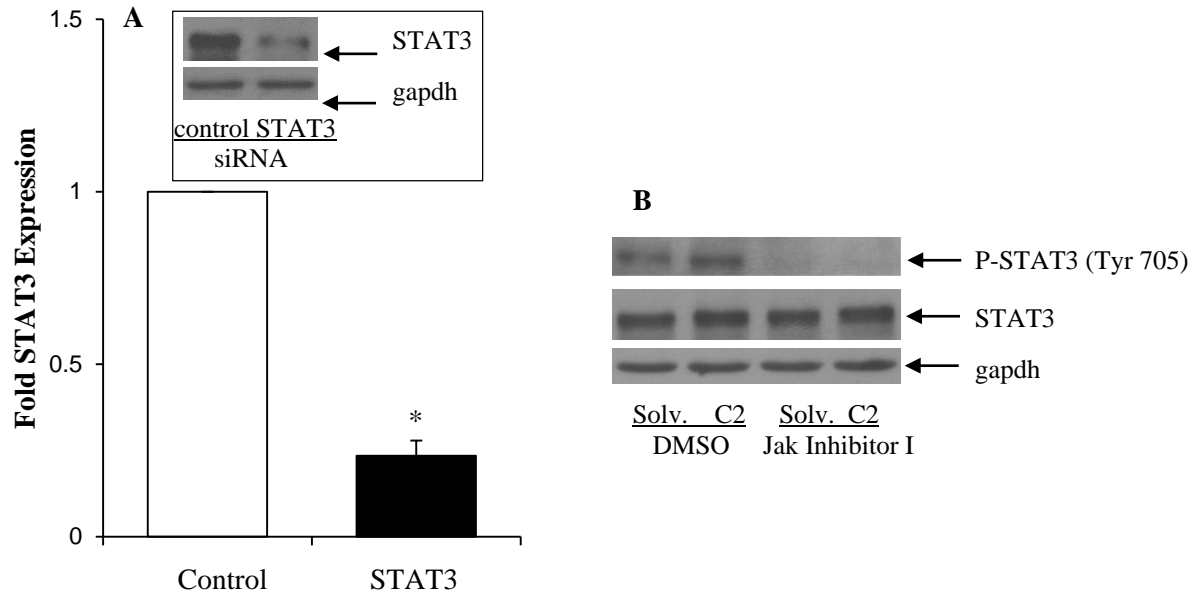 A
Fold STAT3 Expression
1.5
1
0.5
0
STAT3
gapdh
control STAT3
siRNA
*
Control STAT3
B
P-STAT3 (Tyr 705)
STAT3
gapdh
Solv. C2 Solv. C2
DMSO Jak Inhibitor I